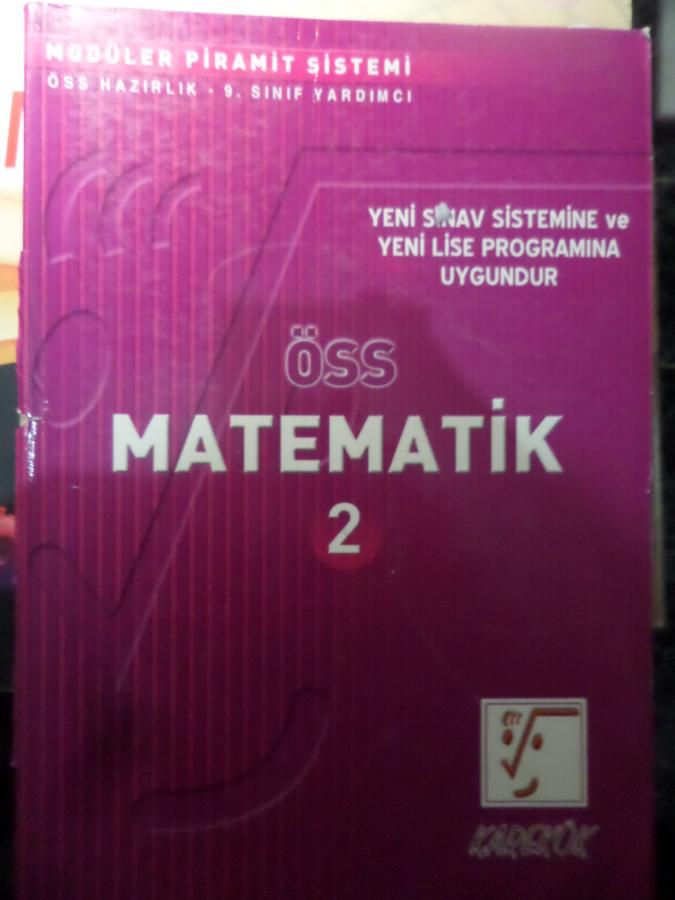 MODÜLER PİRAMİT SİSTEMİ
ÖSS HAZIRLIK - 9. SINIF YARDIMCI
YENİ SINAV SİSTEMİNE ve
YENİ LİSE PROGRAMINA
UYGUNDUR
ÖSS
MATEMATİK
2
KAREKÖK